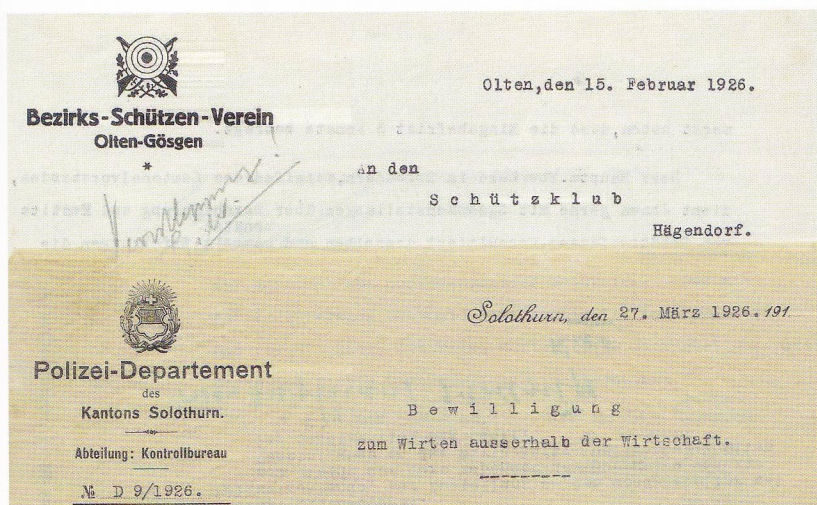 Bezirks-Schützen-Verein
Olten-Gösgen
*
Olten,den 15. Februar 1926.
An den
Schützklub
Hägendorf.
Polizei-Departement
des
Kantons Solothurn.
Abteilung: Kontrollbureau
№ D 9/1926.
Solothurn, den 27. März 1926. 191
Bewilligung
zum Wirten ausserhalb der Wirtschaft.
---------